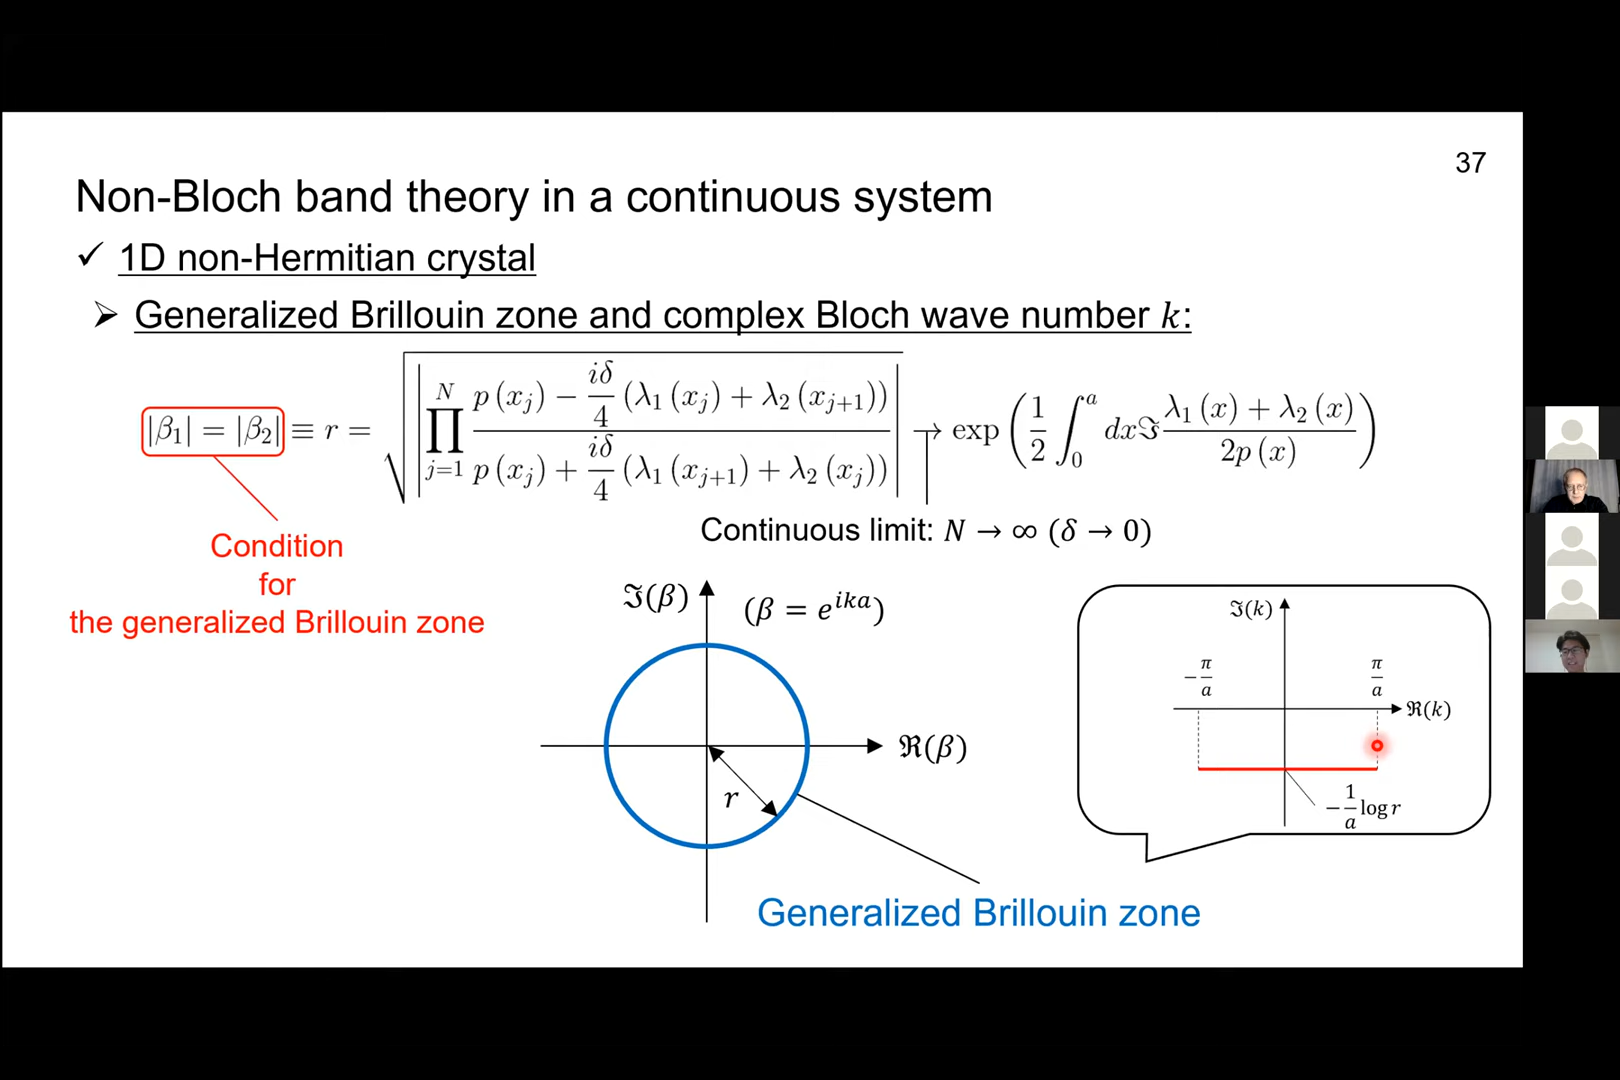 37
Non-Bloch band theory in a continuous system
✓ 1D non-Hermitian crystal
➢ Generalized Brillouin zone and complex Bloch wave number k:
|β₁| = |β₂| ≡ r = √|∏_{j=1}^{N} (p(x_j) − (iδ/4)(λ₁(x_j) + λ₂(x_{j+1}))) / (p(x_j) + (iδ/4)(λ₁(x_{j+1}) + λ₂(x_j)))| → exp(½ ∫₀^a dxℑ (λ₁(x) + λ₂(x))/(2p(x)))
Continuous limit: N → ∞ (δ → 0)
Condition
for
the generalized Brillouin zone
ℑ(β)
(β = e^{ika})
ℜ(β)
r
Generalized Brillouin zone
ℑ(k)
−π/a
π/a
ℜ(k)
−(1/a) log r